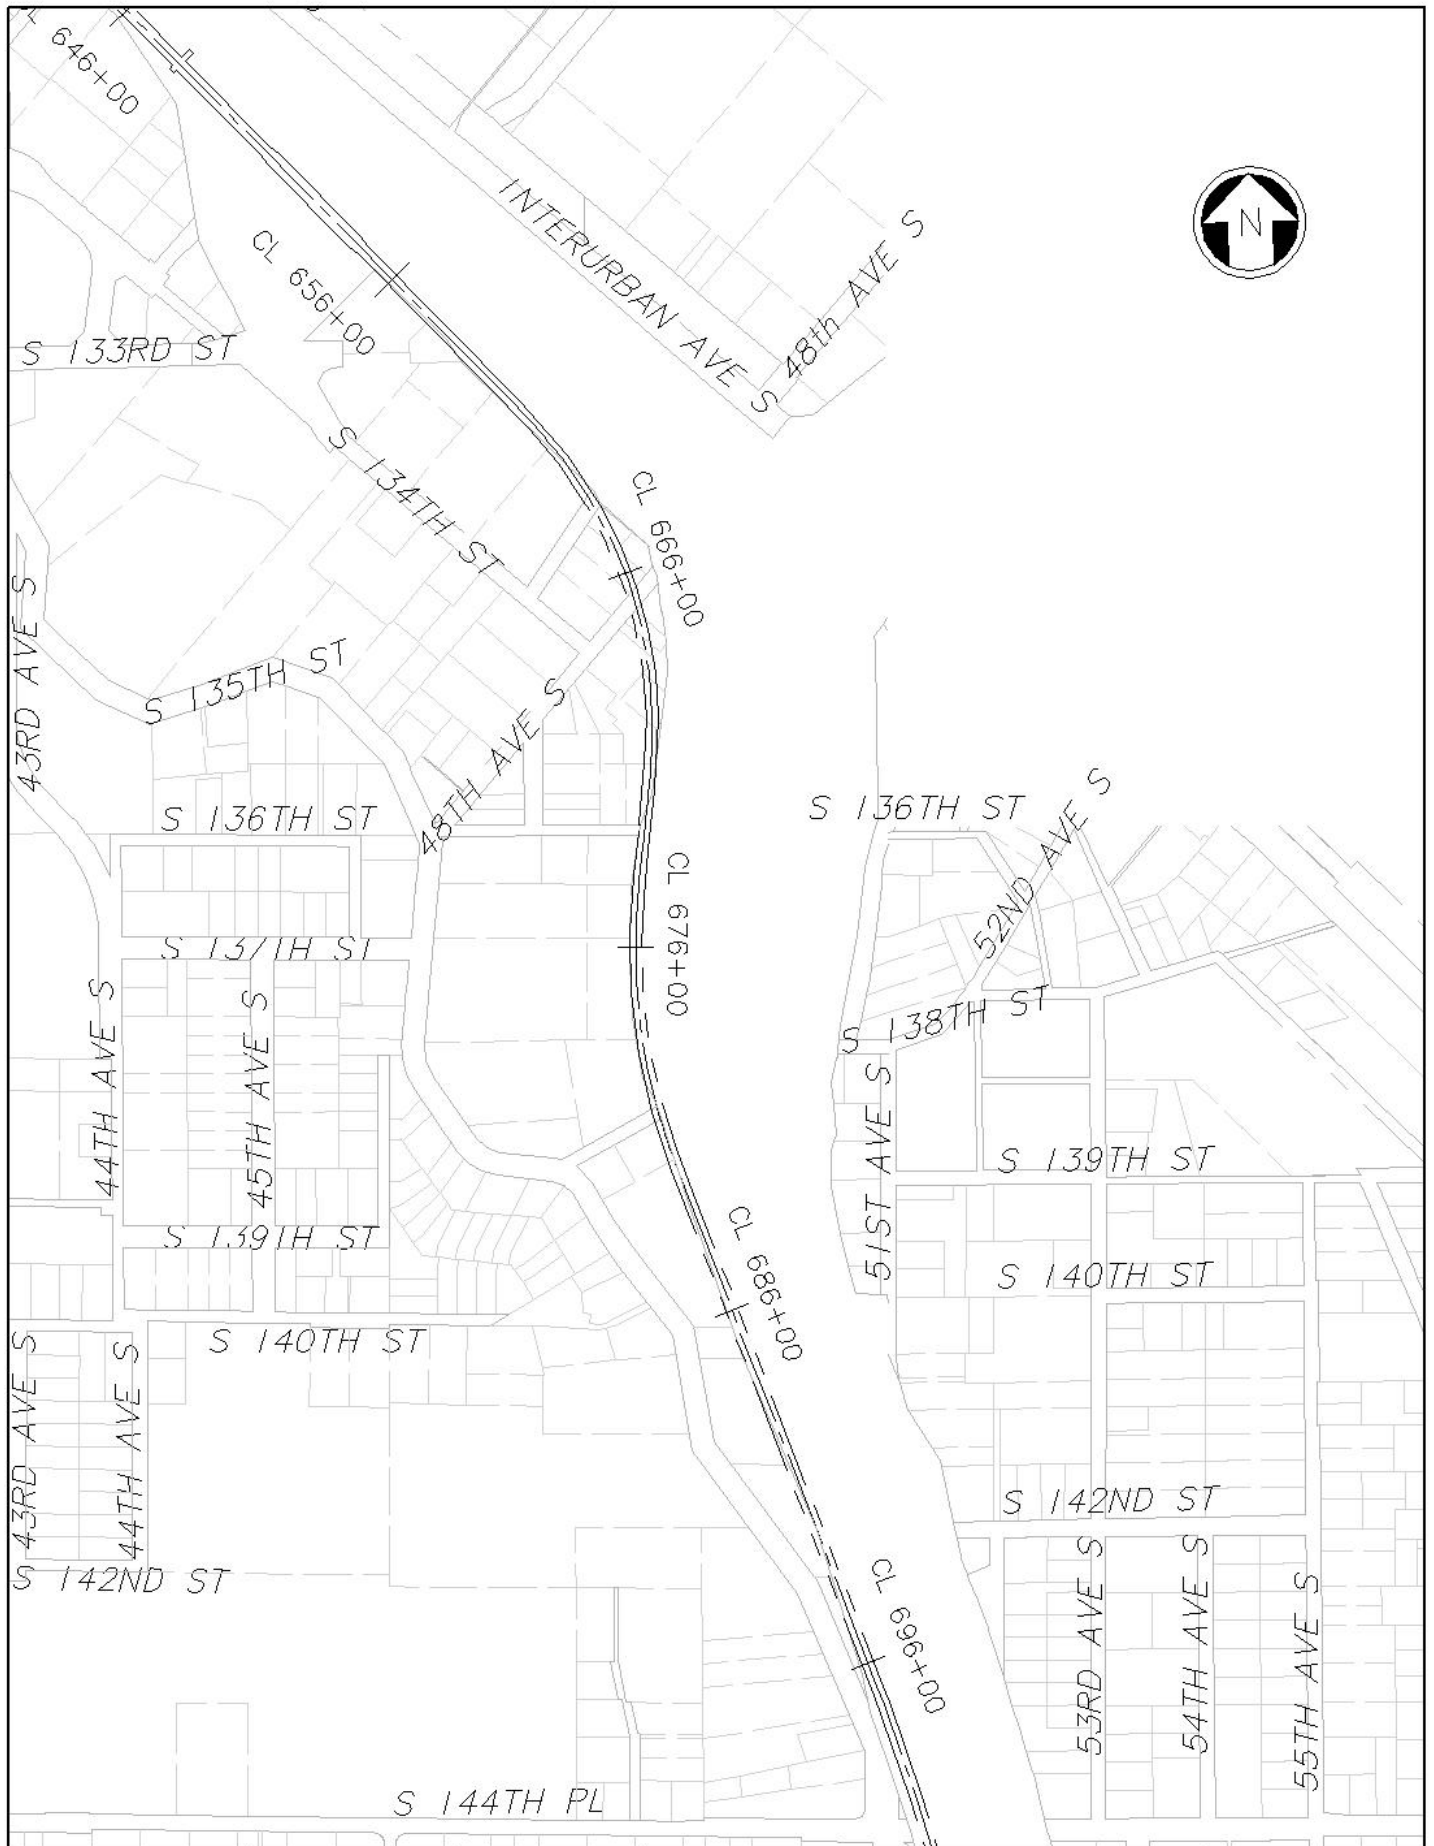 CL 646+00
N
INTERURBAN AVE S
48th AVE S
CL 656+00
S 133RD ST
S 134TH ST
CL 666+00
43RD AVE S
S 135TH ST
48TH AVE S
S 136TH ST
S 136TH ST
52ND AVE S
CL 676+00
S 137TH ST
44TH AVE S
45TH AVE S
S 138TH ST
51ST AVE S
S 139TH ST
S 139TH ST
CL 686+00
S 140TH ST
S 140TH ST
43RD AVE S
44TH AVE S
S 142ND ST
S 142ND ST
CL 696+00
53RD AVE S
54TH AVE S
55TH AVE S
S 144TH PL